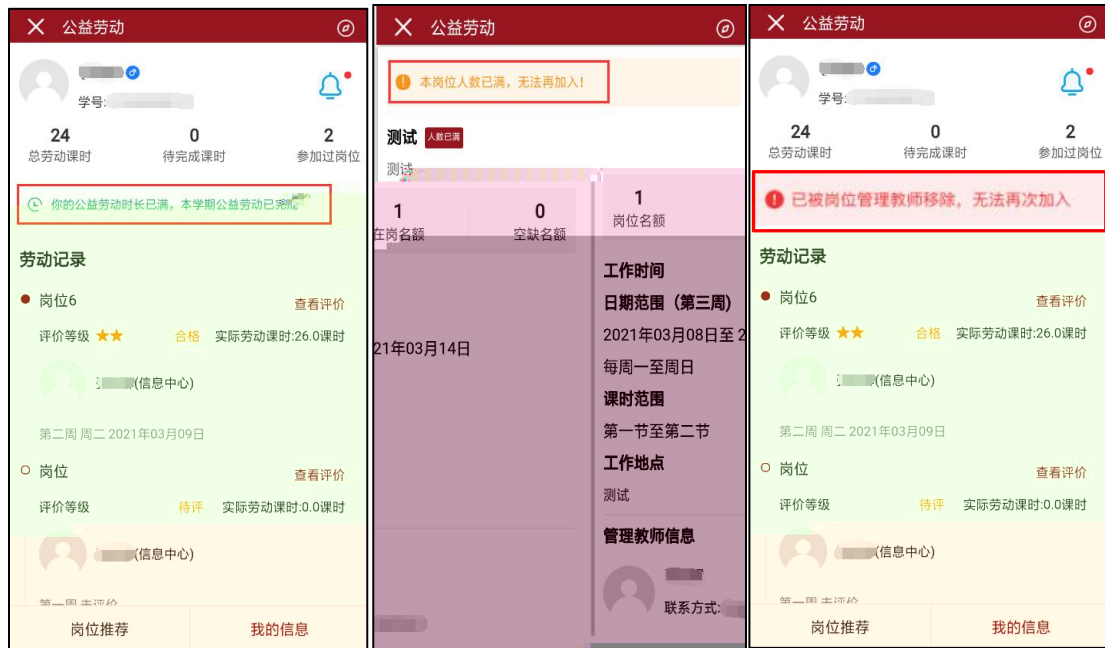 公益劳动
学号:
24 0 2
总劳动课时 待完成课时 参加过岗位
你的公益劳动时长已满，本学期公益劳动已完成
劳动记录
岗位6 查看评价
评价等级 合格 实际劳动课时:26.0课时
(信息中心)
第二周 周二 2021年03月09日
岗位 查看评价
评价等级 待评 实际劳动课时:0.0课时
(信息中心)
第一周 未评价
岗位推荐 我的信息
公益劳动
本岗位人数已满，无法再加入！
测试 人数已满
测试
1 0
在岗名额 空缺名额
21年03月14日
1
岗位名额
工作时间
日期范围（第三周)
2021年03月08日至 2
每周一至周日
课时范围
第一节至第二节
工作地点
测试
管理教师信息
联系方式:
公益劳动
学号:
24 0 2
总劳动课时 待完成课时 参加过岗位
已被岗位管理教师移除，无法再次加入
劳动记录
岗位6 查看评价
评价等级 合格 实际劳动课时:26.0课时
(信息中心)
第二周 周二 2021年03月09日
岗位 查看评价
评价等级 待评 实际劳动课时:0.0课时
(信息中心)
第一周 未评价
岗位推荐 我的信息